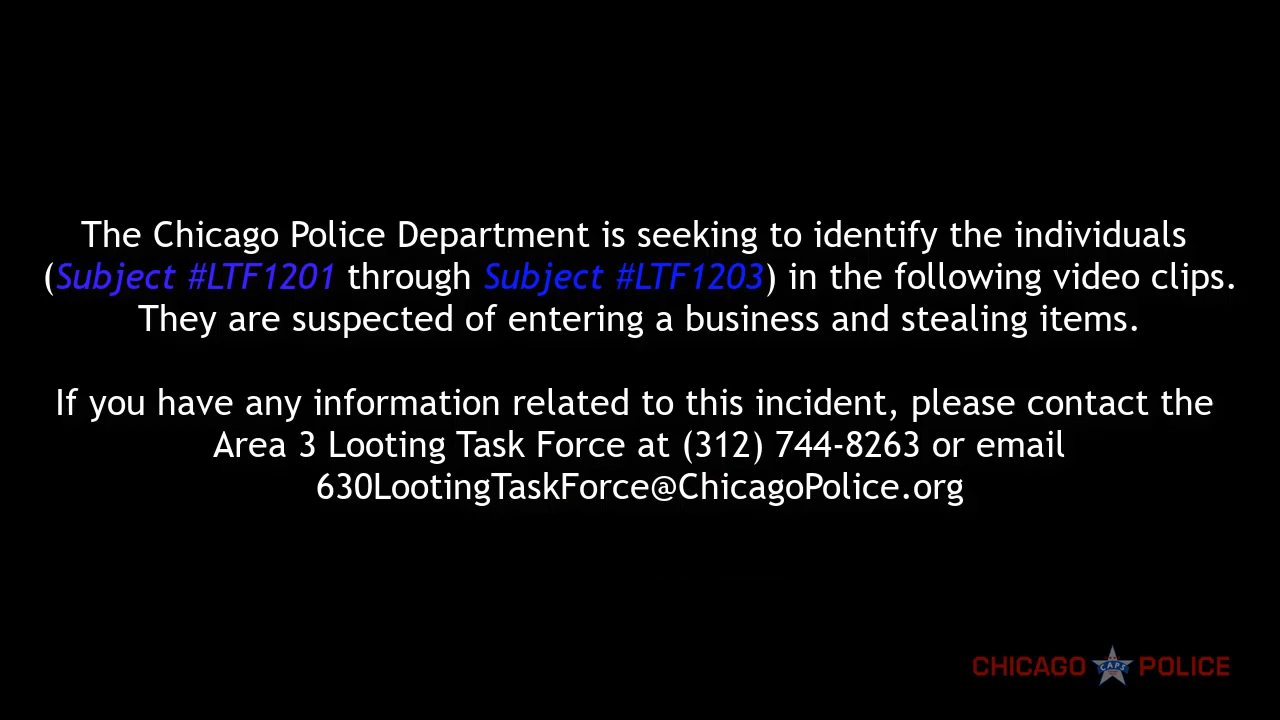 The Chicago Police Department is seeking to identify the individuals
(Subject #LTF1201 through Subject #LTF1203) in the following video clips.
They are suspected of entering a business and stealing items.
If you have any information related to this incident, please contact the
Area 3 Looting Task Force at (312) 744-8263 or email
630LootingTaskForce@ChicagoPolice.org
CHICAGO CAPS POLICE